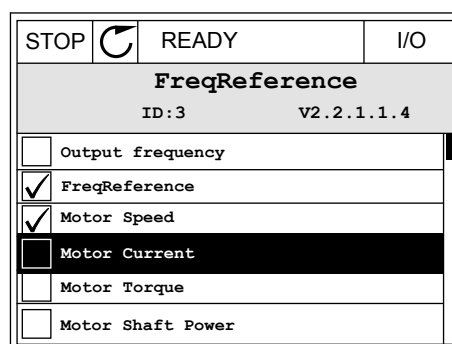 STOP READY I/O
FreqReference
ID:3 V2.2.1.1.4
Output frequency
FreqReference
Motor Speed
Motor Current
Motor Torque
Motor Shaft Power